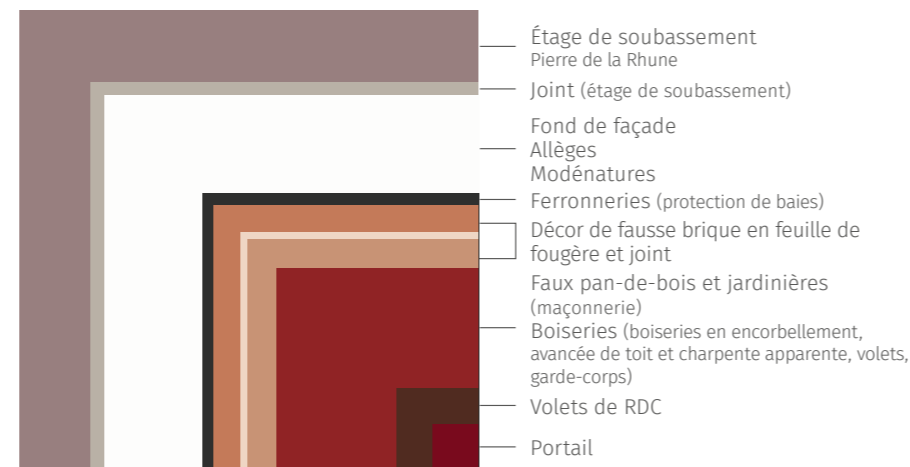 Étage de soubassement
Pierre de la Rhune
Joint (étage de soubassement)
Fond de façade
Allèges
Modénatures
Ferronneries (protection de baies)
Décor de fausse brique en feuille de
fougère et joint
Faux pan-de-bois et jardinières
(maçonnerie)
Boiseries (boiseries en encorbellement,
avancée de toit et charpente apparente, volets,
garde-corps)
Volets de RDC
Portail